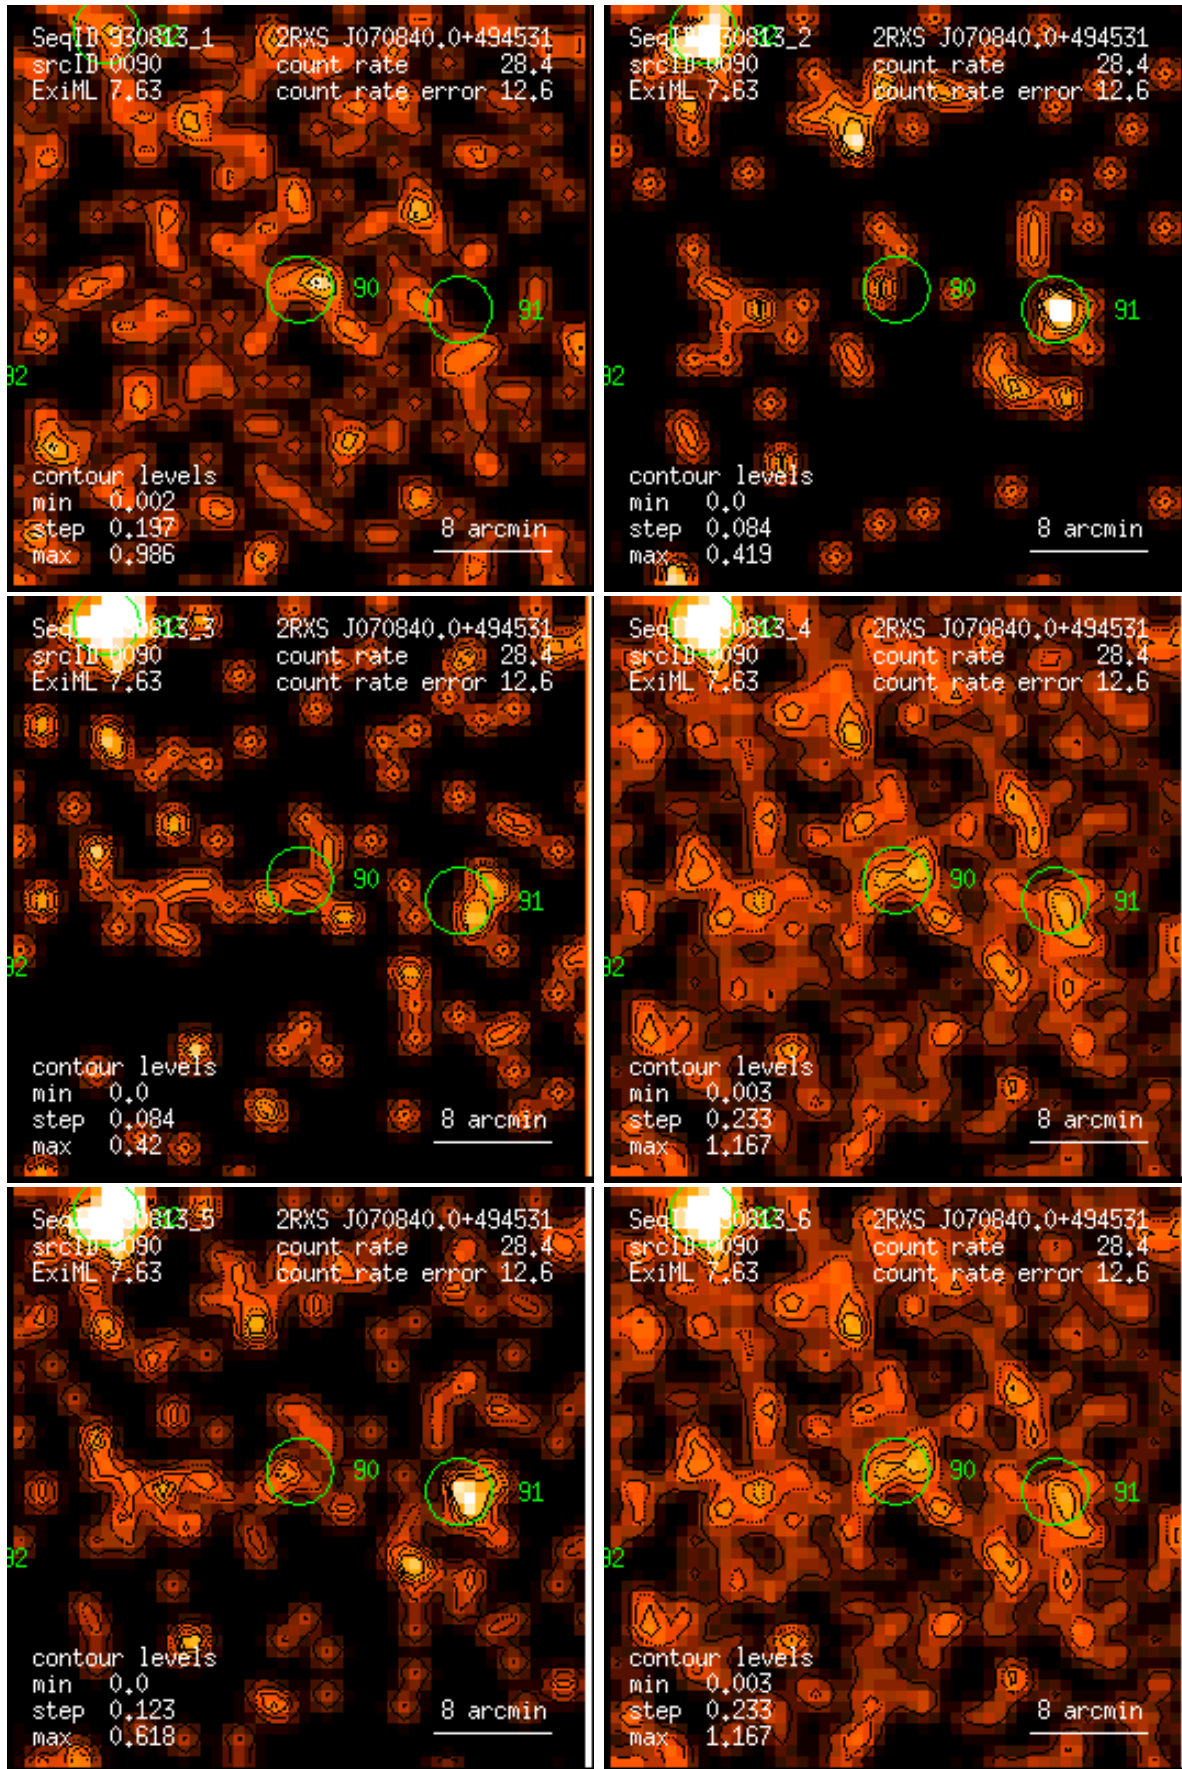 SeqID 930813_1 2RXS J070840.0+494531
srcID 0090 count rate 28.4
ExiML 7.63 count rate error 12.6
90
91
92
contour levels
min 0.002
step 0.197 8 arcmin
max 0.986
SeqID 930813_2 2RXS J070840.0+494531
srcID 0090 count rate 28.4
ExiML 7.63 count rate error 12.6
90
91
92
contour levels
min 0.0
step 0.084 8 arcmin
max 0.419
SeqID 930813_3 2RXS J070840.0+494531
srcID 0090 count rate 28.4
ExiML 7.63 count rate error 12.6
90
91
92
contour levels
min 0.0
step 0.084 8 arcmin
max 0.42
SeqID 930813_4 2RXS J070840.0+494531
srcID 0090 count rate 28.4
ExiML 7.63 count rate error 12.6
90
91
92
contour levels
min 0.003
step 0.233 8 arcmin
max 1.167
SeqID 930813_5 2RXS J070840.0+494531
srcID 0090 count rate 28.4
ExiML 7.63 count rate error 12.6
90
91
92
contour levels
min 0.0
step 0.123 8 arcmin
max 0.618
SeqID 930813_6 2RXS J070840.0+494531
srcID 0090 count rate 28.4
ExiML 7.63 count rate error 12.6
90
91
92
contour levels
min 0.003
step 0.233 8 arcmin
max 1.167